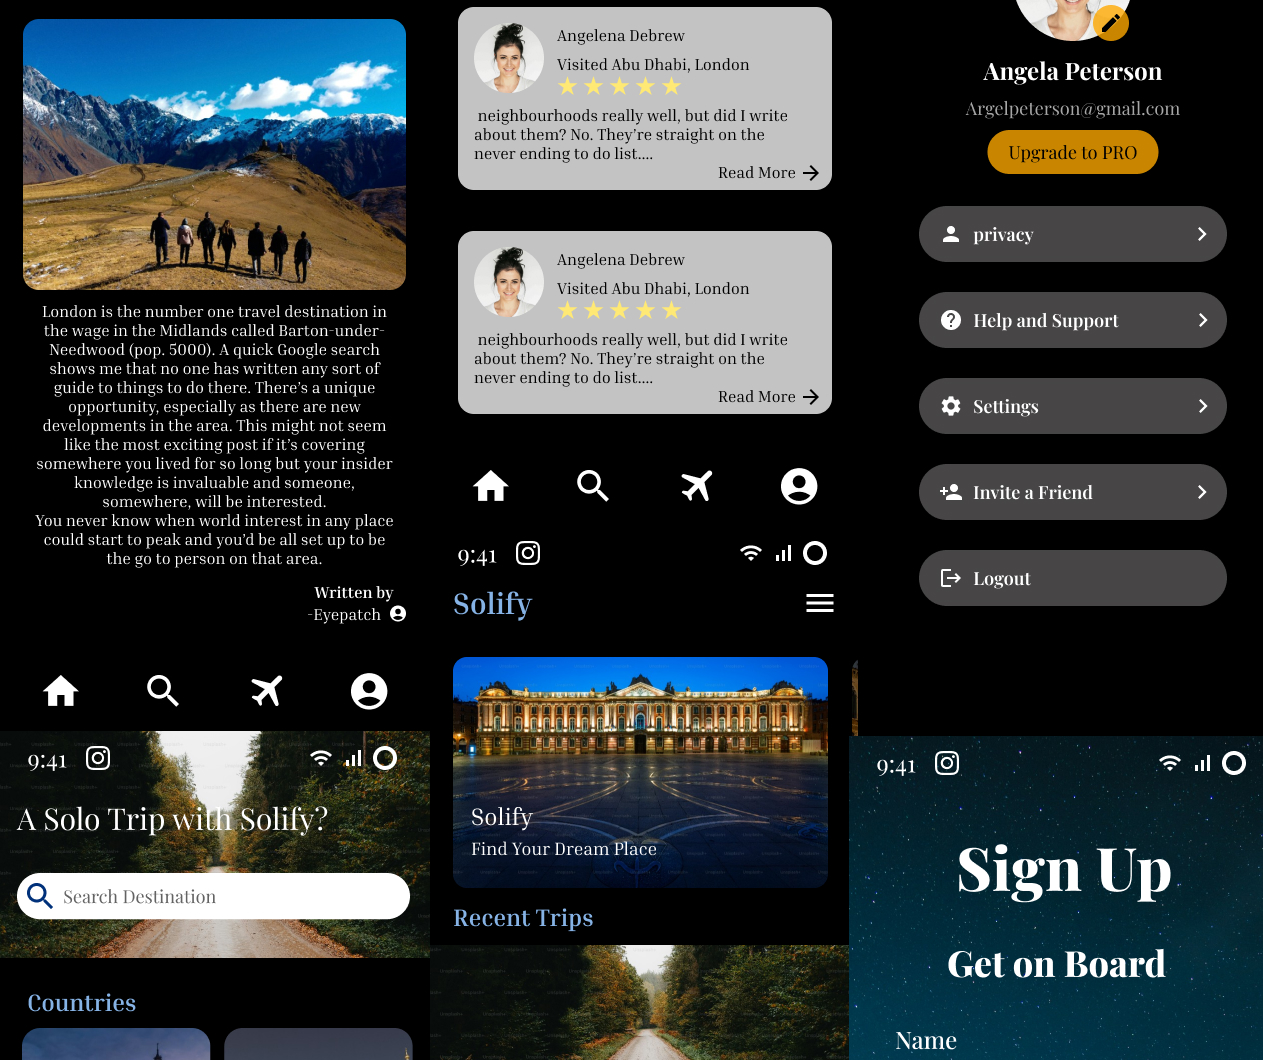 London is the number one travel destination in
the wage in the Midlands called Barton-under-
Needwood (pop. 5000). A quick Google search
shows me that no one has written any sort of
guide to things to do there. There's a unique
opportunity, especially as there are new
developments in the area. This might not seem
like the most exciting post if it's covering
somewhere you lived for so long but your insider
knowledge is invaluable and someone,
somewhere, will be interested.
You never know when world interest in any place
could start to peak and you'd be all set up to be
the go to person on that area.
Written by
-Eyepatch
9:41
A Solo Trip with Solify?
Search Destination
Countries
Angelena Debrew
Visited Abu Dhabi, London
neighbourhoods really well, but did I write
about them? No. They're straight on the
never ending to do list....
Read More
Angelena Debrew
Visited Abu Dhabi, London
neighbourhoods really well, but did I write
about them? No. They're straight on the
never ending to do list....
Read More
9:41
Solify
Solify
Find Your Dream Place
Recent Trips
Angela Peterson
Argelpeterson@gmail.com
Upgrade to PRO
privacy
Help and Support
Settings
Invite a Friend
Logout
9:41
Sign Up
Get on Board
Name